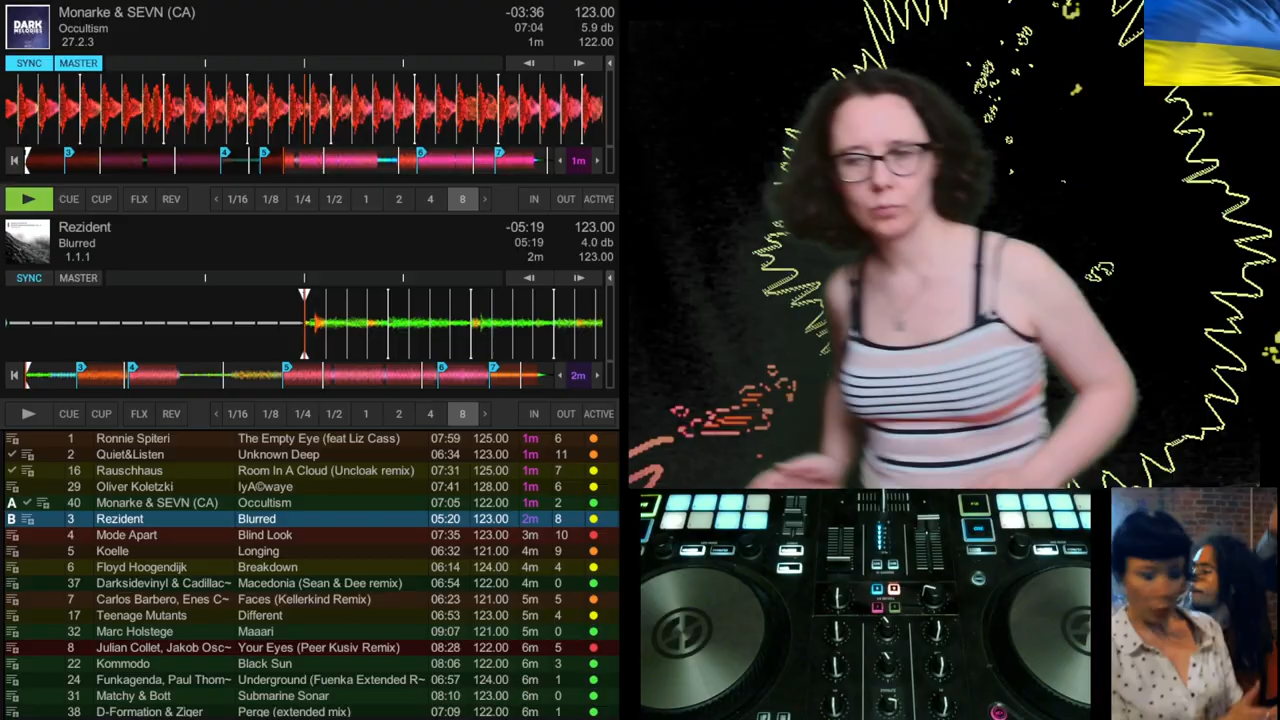 Monarke & SEVN (CA) -03:36 123.00
Occultism 07:04 5.9 db
27.2.3 1m 122.00
DARK MELODIES
SYNC MASTER
3 4 5 6 7 1m
CUE CUP FLX REV 1/16 1/8 1/4 1/2 1 2 4 8 IN OUT ACTIVE
Rezident -05:19 123.00
Blurred 05:19 4.0 db
1.1.1 2m 123.00
SYNC MASTER
3 4 5 6 7 2m
CUE CUP FLX REV 1/16 1/8 1/4 1/2 1 2 4 8 IN OUT ACTIVE
1 Ronnie Spiteri The Empty Eye (feat Liz Cass) 07:59 125.00 1m 6
2 Quiet&Listen Unknown Deep 06:34 123.00 1m 11
16 Rauschhaus Room In A Cloud (Uncloak remix) 07:31 125.00 1m 7
29 Oliver Koletzki IyA©waye 07:41 128.00 1m 6
A 40 Monarke & SEVN (CA) Occultism 07:05 122.00 1m 2
B 3 Rezident Blurred 05:20 123.00 2m 8
4 Mode Apart Blind Look 07:35 122.00 3m 10
5 Koelle Longing 06:32 121.00 4m 9
6 Floyd Hoogendijk Breakdown 06:14 124.00 4m 4
37 Darksidevinyl & Cadillac~ Macedonia (Sean & Dee remix) 06:54 122.00 4m 0
7 Carlos Barbero, Enes C~ Faces (Kellerkind Remix) 06:23 121.00 5m 5
17 Teenage Mutants Different 06:53 123.00 5m 4
32 Marc Holstege Maaari 09:07 121.00 5m 0
8 Julian Collet, Jakob Osc~ Your Eyes (Peer Kusiv Remix) 08:28 122.00 6m 5
22 Kommodo Black Sun 08:06 122.00 6m 3
24 Funkagenda, Paul Thom~ Underground (Fuenka Extended R~ 06:57 124.00 6m 1
31 Matchy & Bott Submarine Sonar 08:10 123.00 6m 0
38 D-Formation & Ziger Perge (extended mix) 07:09 122.00 6m 1